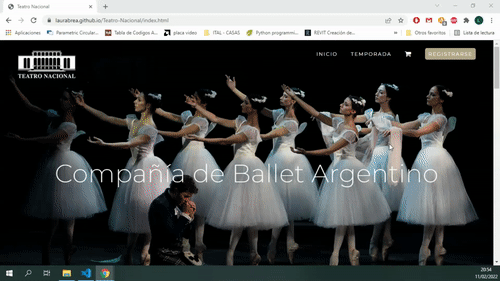 Teatro Nacional
laurabrea.github.io/Teatro-Nacional/index.html
Aplicaciones
Parametro Circular...
Tabla de Codigos A...
placa video
ITAL - CASAS
Python programmi...
REVIT Creación de...
Otros favoritos
Lista de lectura
TEATRO NACIONAL
INICIO
TEMPORADA
REGISTRARSE
Compañía de Ballet Argentino
20:54
11/02/2022